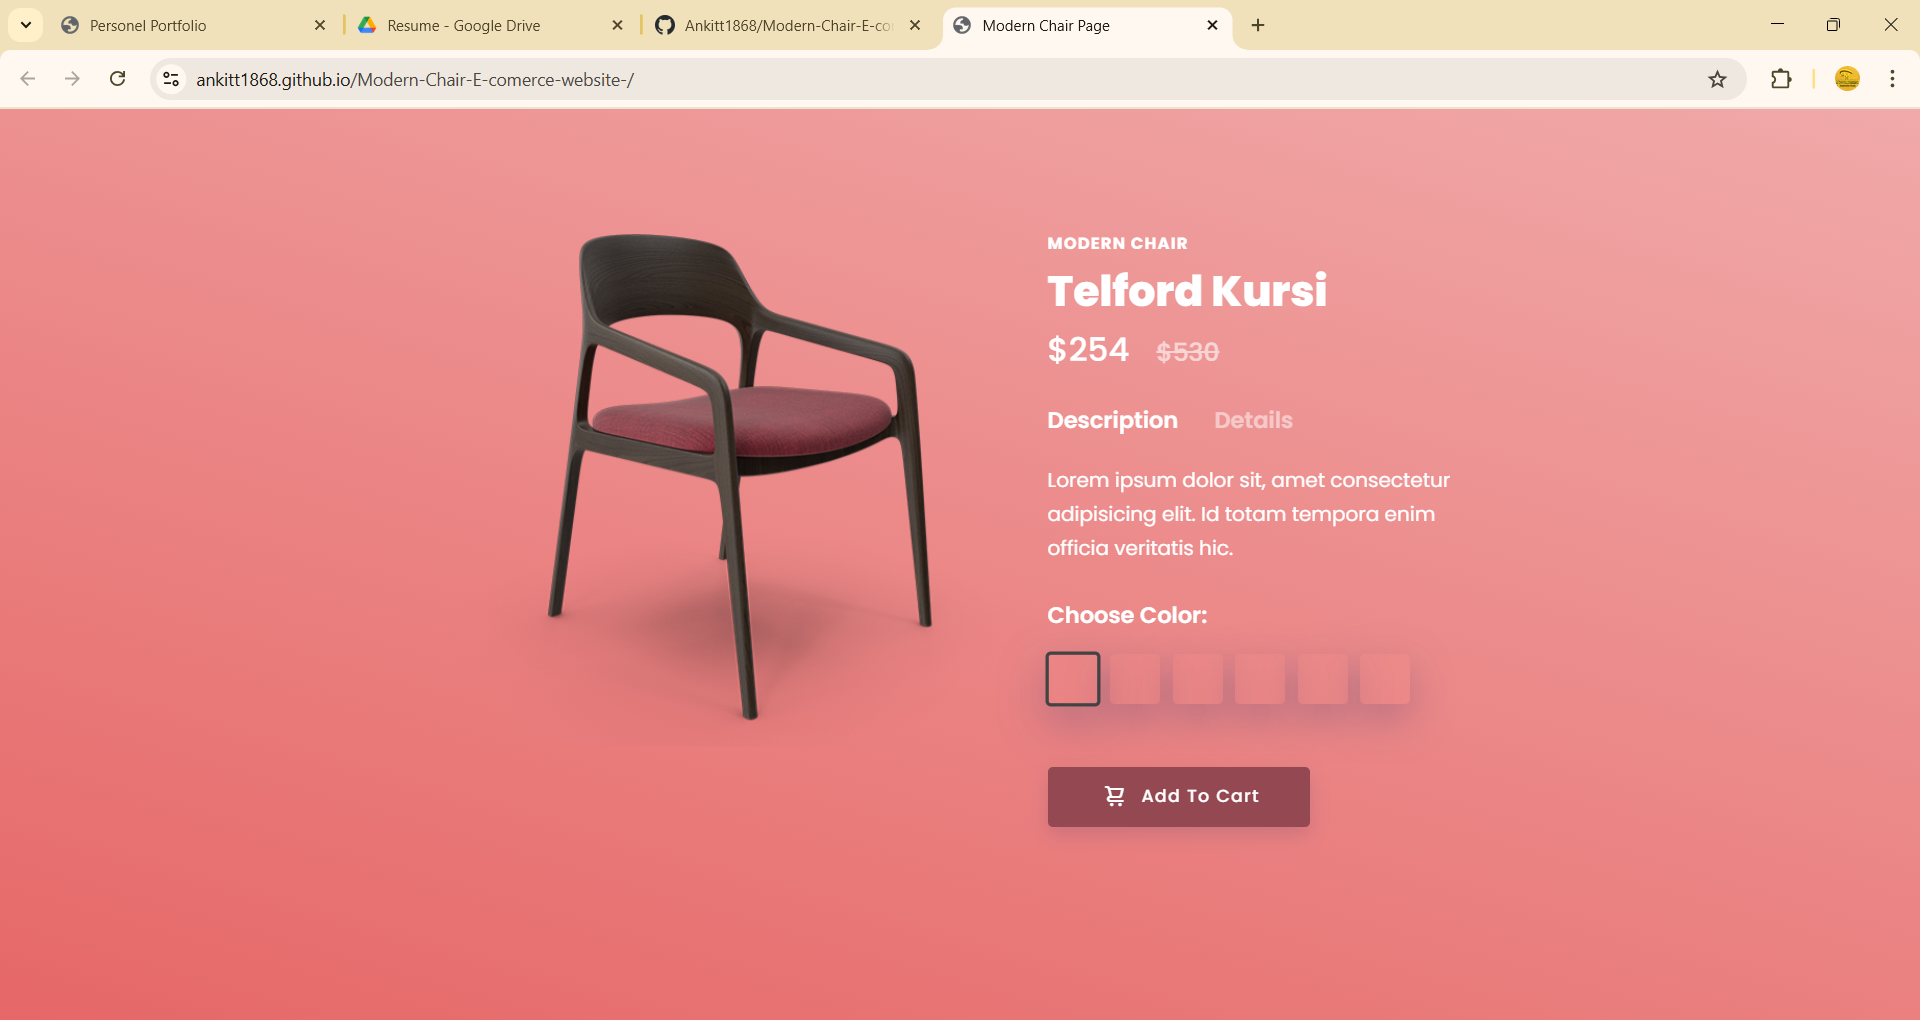 Personel Portfolio
Resume - Google Drive
Ankitt1868/Modern-Chair-E-co
Modern Chair Page
ankitt1868.github.io/Modern-Chair-E-comerce-website-/
MODERN CHAIR
Telford Kursi
$254 $530
Description Details
Lorem ipsum dolor sit, amet consectetur
adipisicing elit. Id totam tempora enim
officia veritatis hic.
Choose Color:
Add To Cart